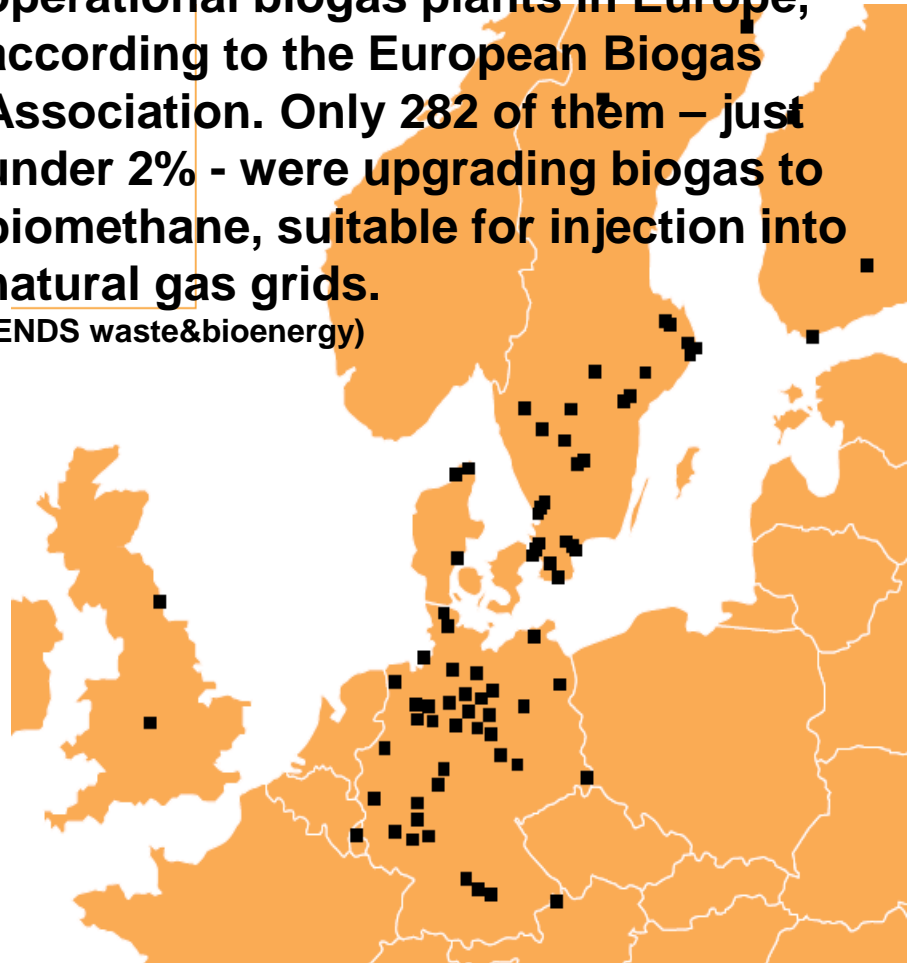 operational biogas plants in Europe,
according to the European Biogas
Association. Only 282 of them – just
under 2% - were upgrading biogas to
biomethane, suitable for injection into
natural gas grids.
ENDS waste&bioenergy)